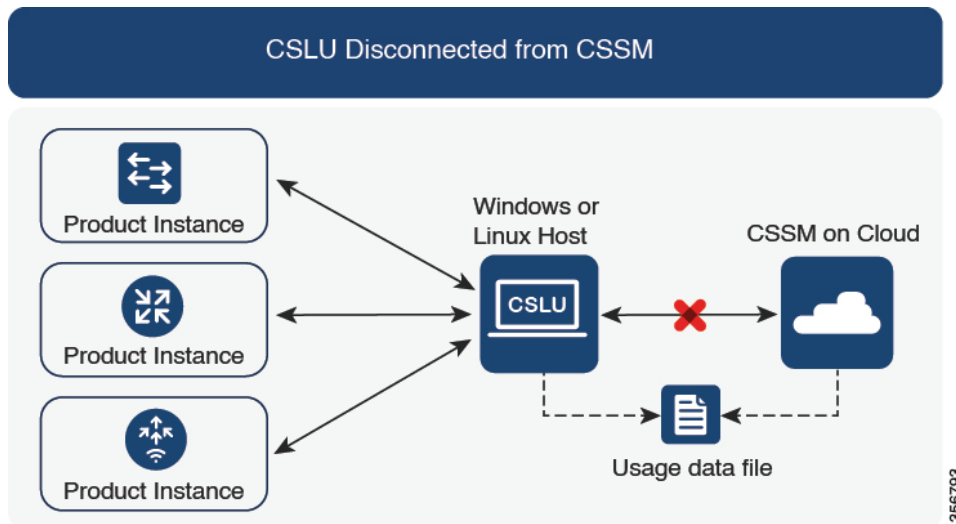 CSLU Disconnected from CSSM
Product Instance
Product Instance
Product Instance
Windows or
Linux Host
CSLU
CSSM on Cloud
Usage data file
356793